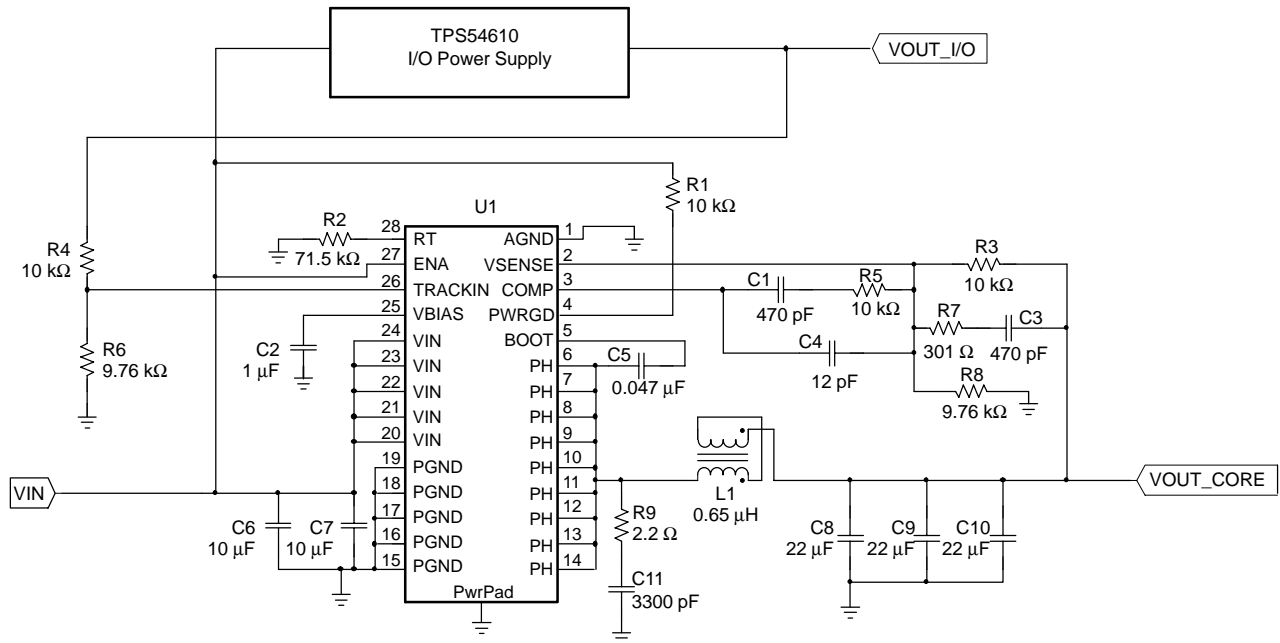 TPS54610
I/O Power Supply
VOUT_I/O
R1
10 kΩ
U1
R2
71.5 kΩ
R4
10 kΩ
R6
9.76 kΩ
C2
1 μF
28 RT
27 ENA
26 TRACKIN
25 VBIAS
24 VIN
23 VIN
22 VIN
21 VIN
20 VIN
19 PGND
18 PGND
17 PGND
16 PGND
15 PGND
AGND 1
VSENSE 2
COMP 3
PWRGD 4
BOOT 5
PH 6
PH 7
PH 8
PH 9
PH 10
PH 11
PH 12
PH 13
PH 14
PwrPad
C1
470 pF
R5
10 kΩ
R3
10 kΩ
R7
301 Ω
C3
470 pF
C4
12 pF
R8
9.76 kΩ
C5
0.047 μF
L1
0.65 μH
VIN
VOUT_CORE
C6
10 μF
C7
10 μF
R9
2.2 Ω
C11
3300 pF
C8
22 μF
C9
22 μF
C10
22 μF